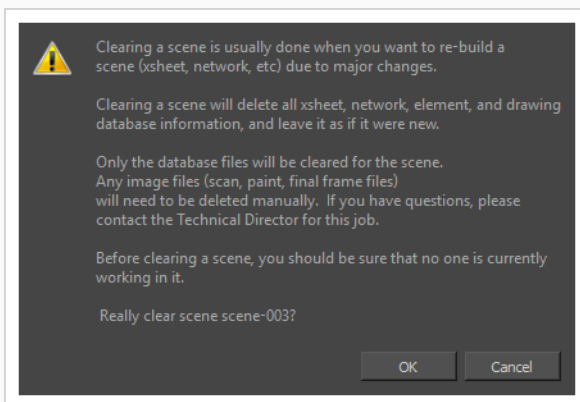 Clearing a scene is usually done when you want to re-build a
scene (xsheet, network, etc) due to major changes.
Clearing a scene will delete all xsheet, network, element, and drawing
database information, and leave it as if it were new.
Only the database files will be cleared for the scene.
Any image files (scan, paint, final frame files)
will need to be deleted manually.  If you have questions, please
contact the Technical Director for this job.
Before clearing a scene, you should be sure that no one is currently
working in it.
Really clear scene scene-003?
OK
Cancel